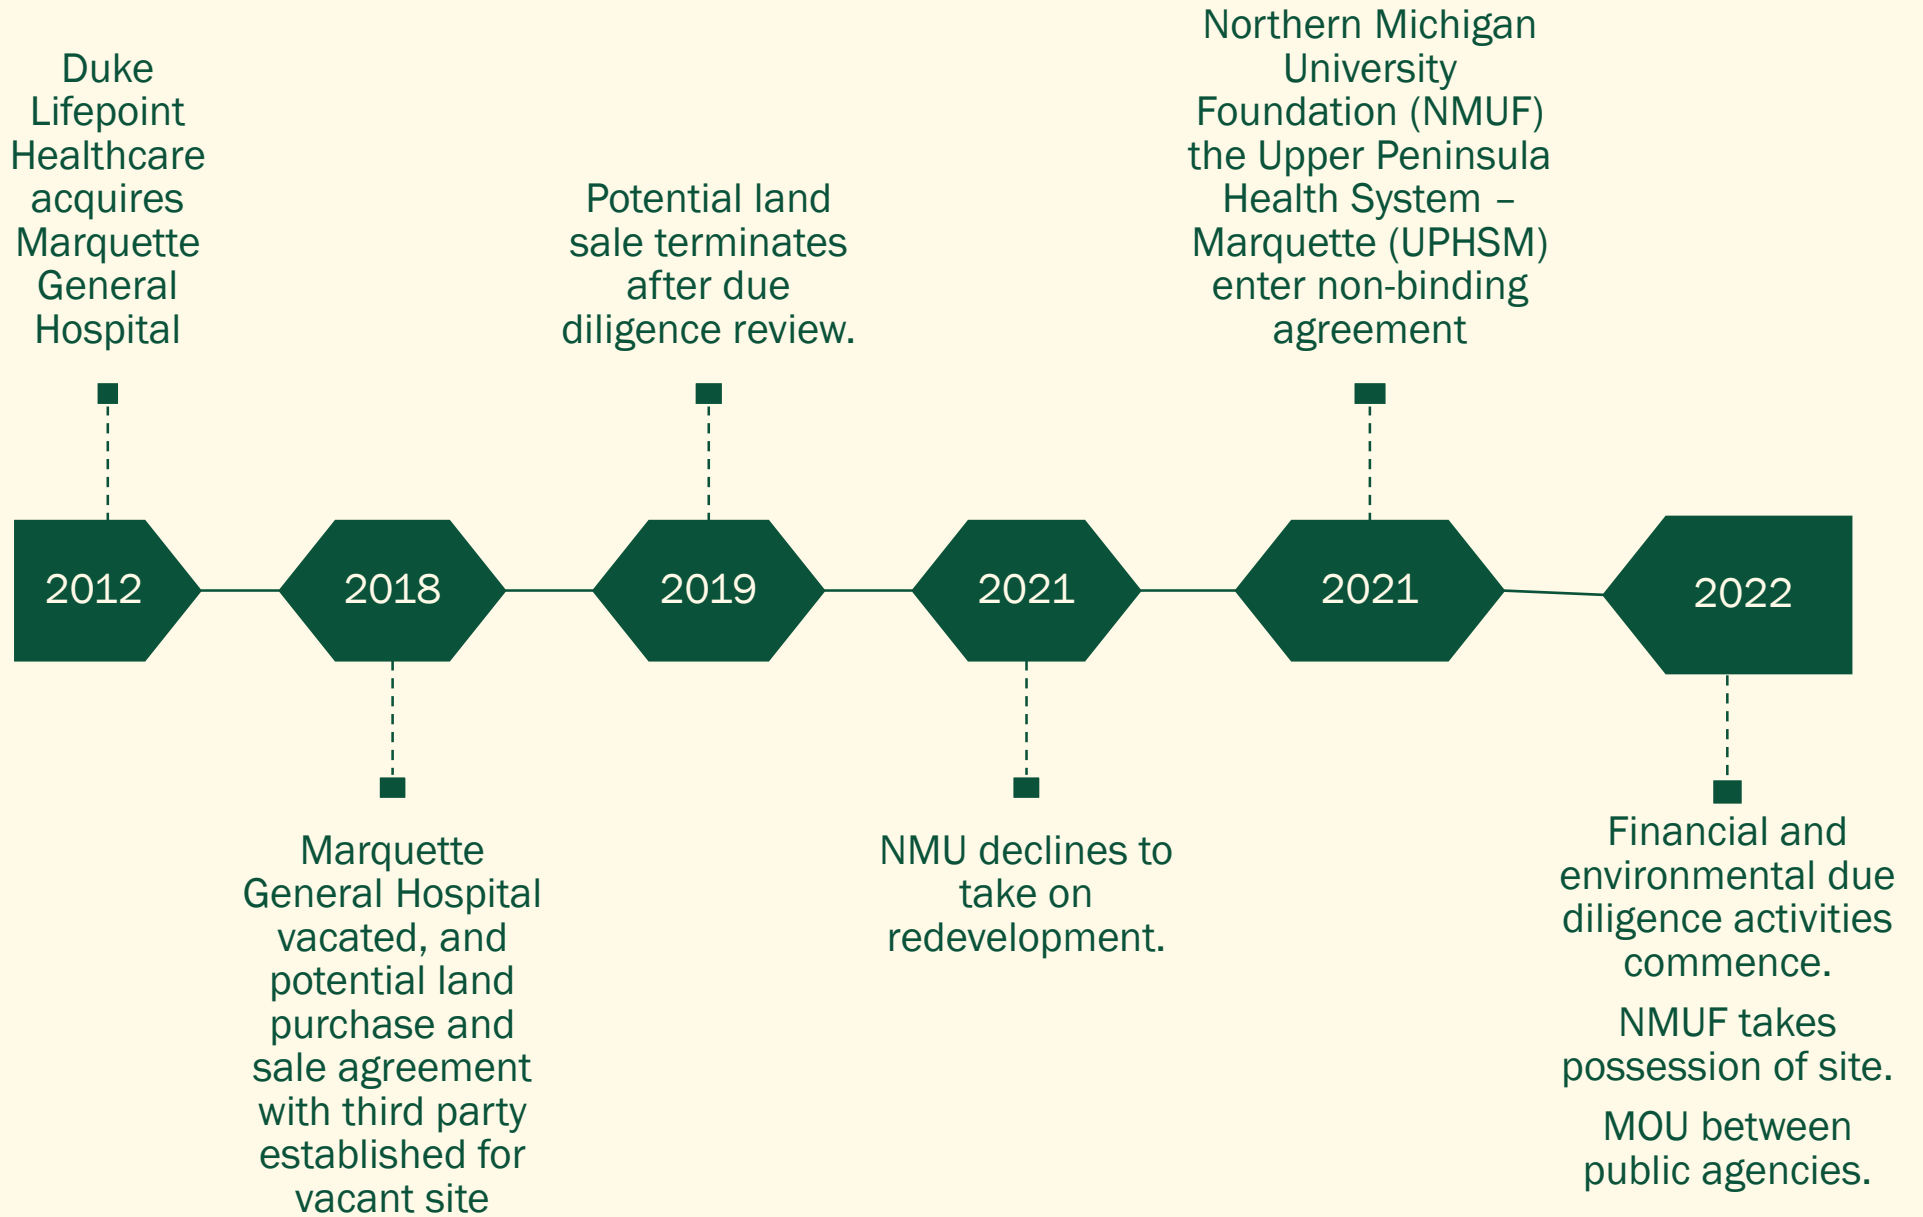 Duke
Lifepoint
Healthcare
acquires
Marquette
General
Hospital
Potential land
sale terminates
after due
diligence review.
Northern Michigan
University
Foundation (NMUF)
the Upper Peninsula
Health System –
Marquette (UPHSM)
enter non-binding
agreement
2012
2018
2019
2021
2021
2022
Marquette
General Hospital
vacated, and
potential land
purchase and
sale agreement
with third party
established for
vacant site
NMU declines to
take on
redevelopment.
Financial and
environmental due
diligence activities
commence.
NMUF takes
possession of site.
MOU between
public agencies.